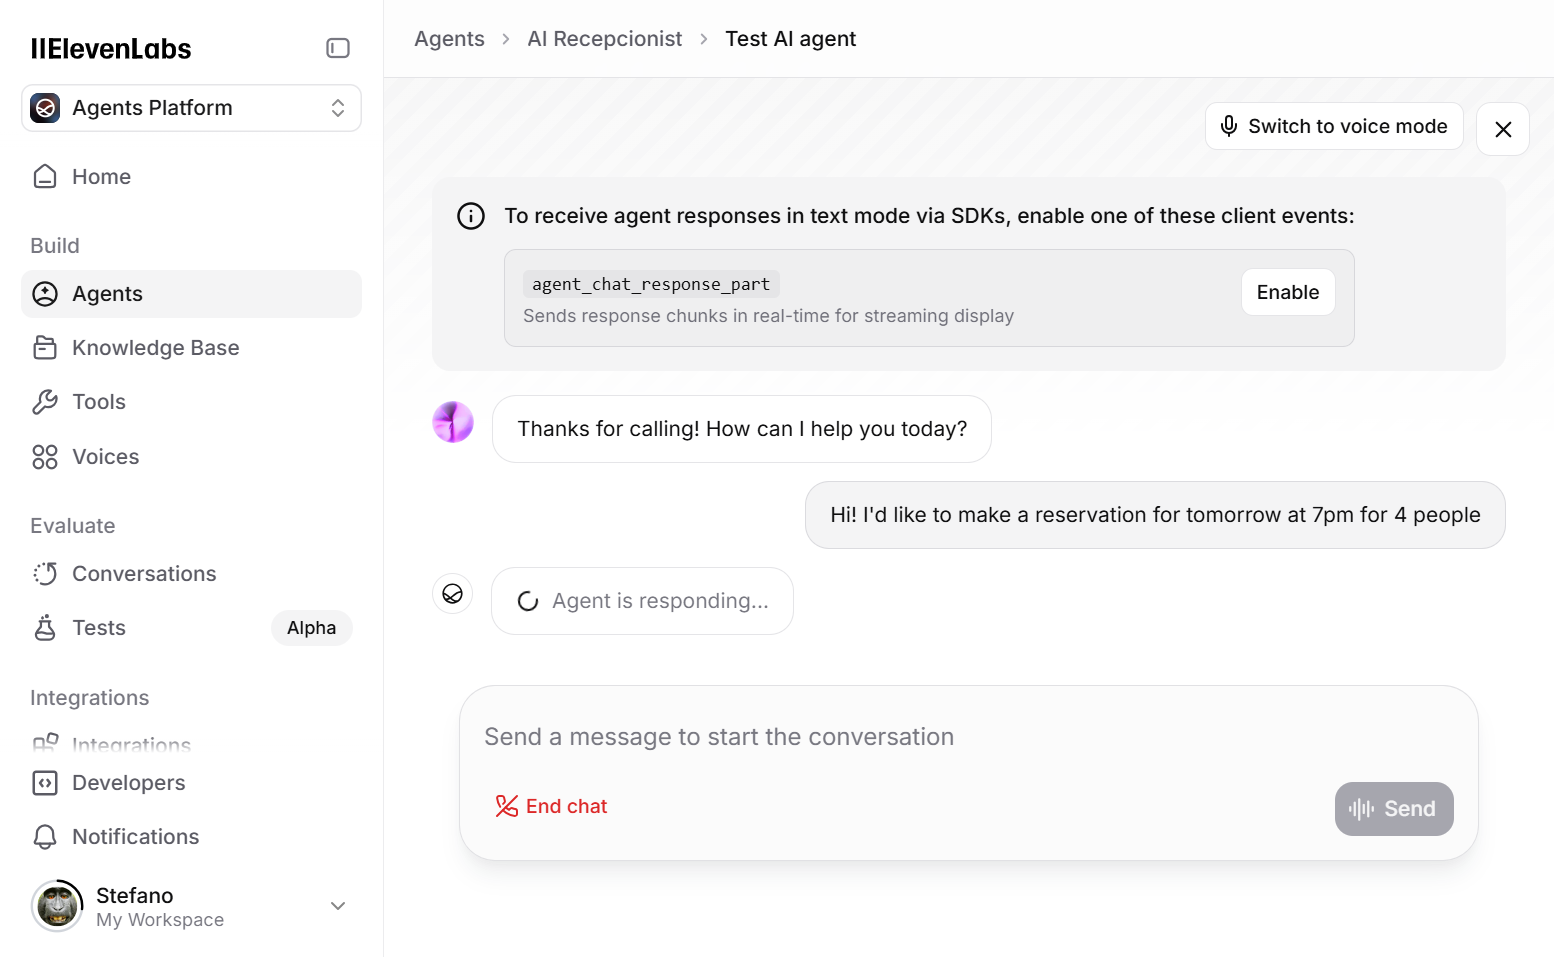 IIElevenLabs
Agents Platform
Home
Build
Agents
Knowledge Base
Tools
Voices
Evaluate
Conversations
Tests
Alpha
Integrations
Integrations
Developers
Notifications
Stefano
My Workspace
Agents > AI Recepcionist > Test AI agent
Switch to voice mode
To receive agent responses in text mode via SDKs, enable one of these client events:
agent_chat_response_part
Enable
Sends response chunks in real-time for streaming display
Thanks for calling! How can I help you today?
Hi! I'd like to make a reservation for tomorrow at 7pm for 4 people
Agent is responding...
Send a message to start the conversation
End chat
Send